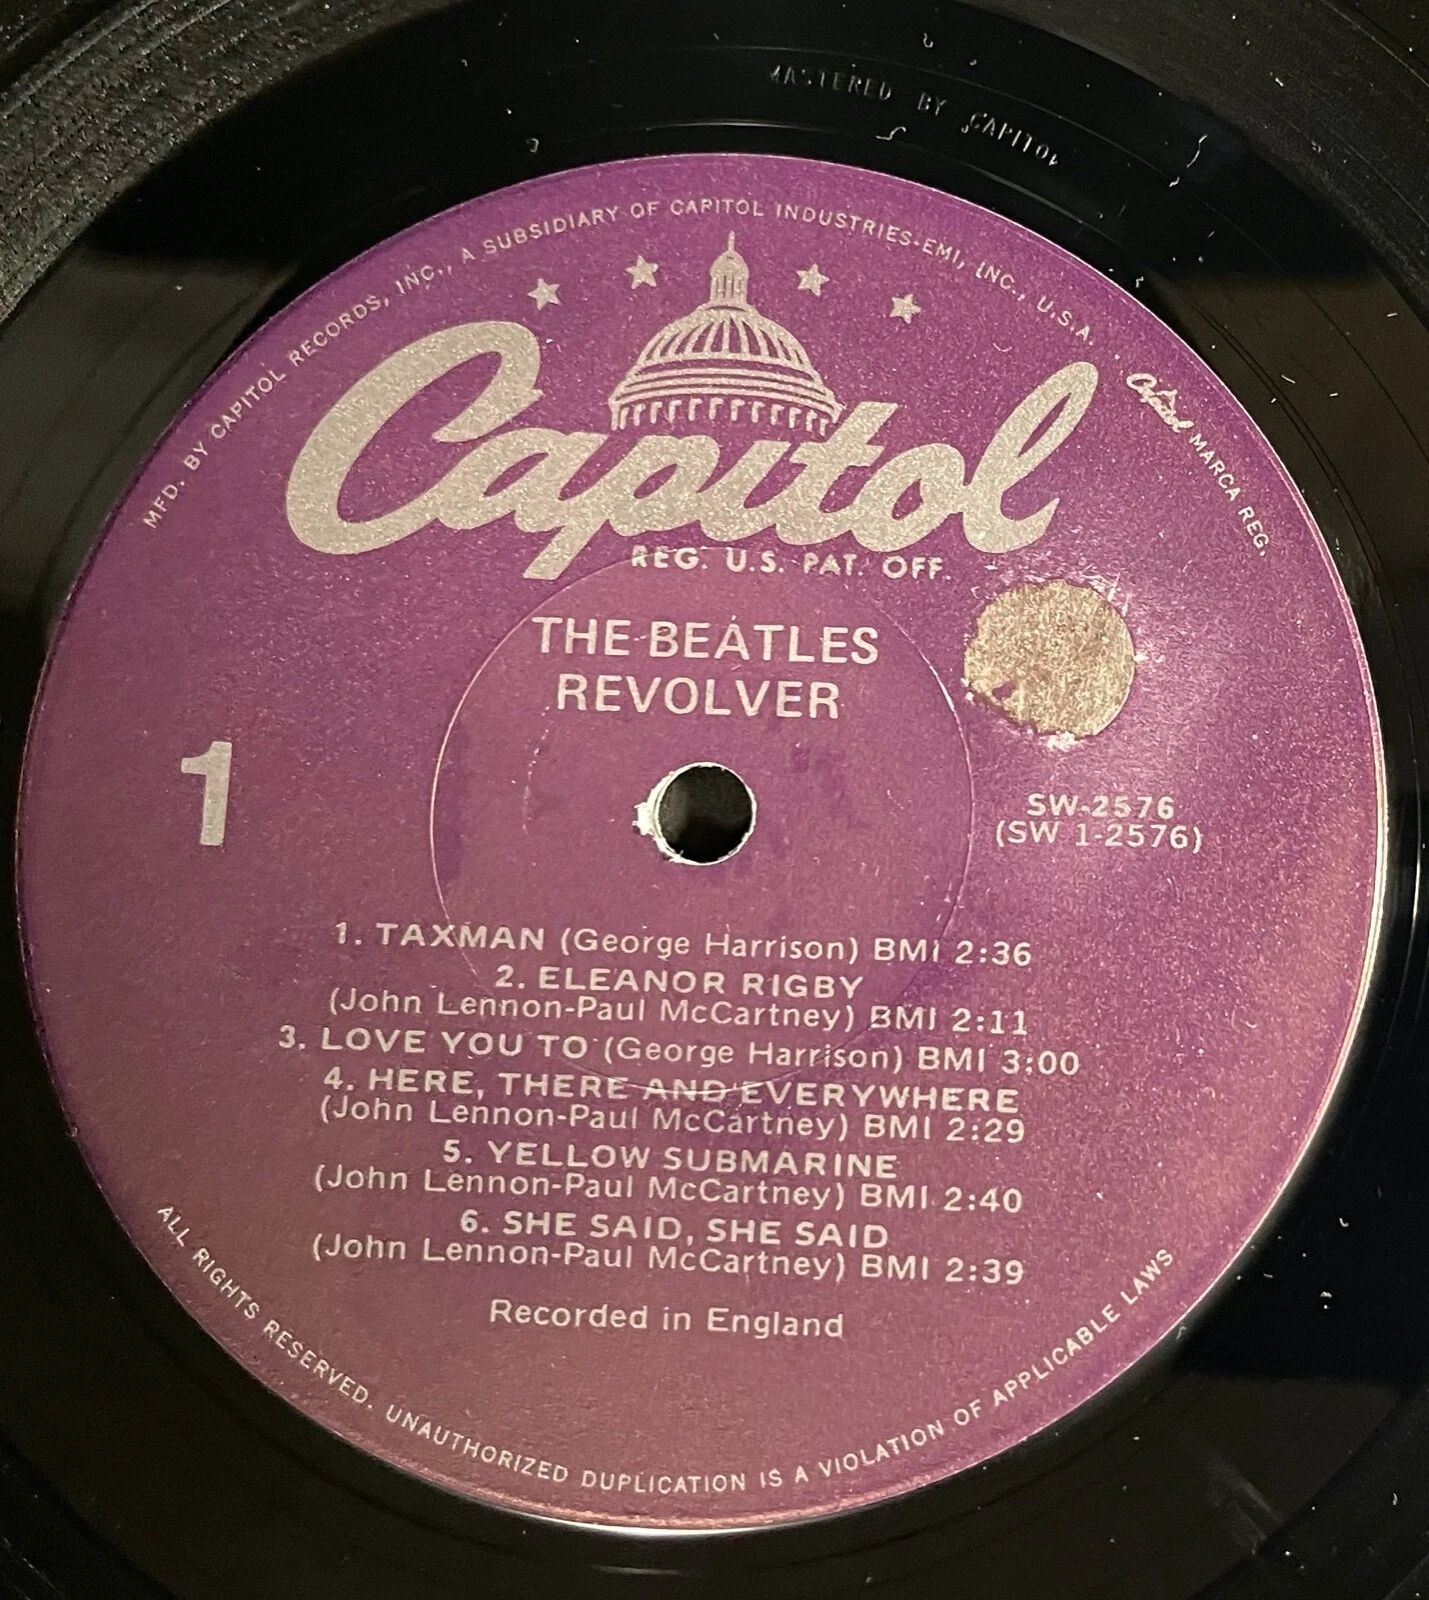 MASTERED BY CAPITOL
MFD. BY CAPITOL RECORDS, INC., A SUBSIDIARY OF CAPITOL INDUSTRIES-EMI, INC., U.S.A. Capitol MARCA REG.
Capitol
REG. U.S. PAT. OFF.
THE BEATLES
REVOLVER
1
SW-2576
(SW 1-2576)
1. TAXMAN (George Harrison) BMI 2:36
2. ELEANOR RIGBY
(John Lennon-Paul McCartney) BMI 2:11
3. LOVE YOU TO (George Harrison) BMI 3:00
4. HERE, THERE AND EVERYWHERE
(John Lennon-Paul McCartney) BMI 2:29
5. YELLOW SUBMARINE
(John Lennon-Paul McCartney) BMI 2:40
6. SHE SAID, SHE SAID
(John Lennon-Paul McCartney) BMI 2:39
Recorded in England
ALL RIGHTS RESERVED. UNAUTHORIZED DUPLICATION IS A VIOLATION OF APPLICABLE LAWS